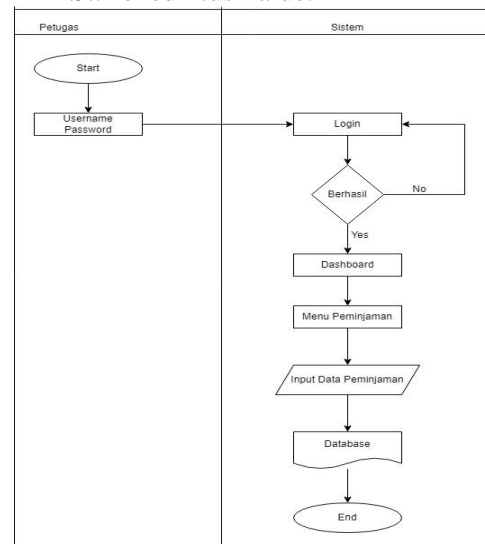 Petugas
Sistem
Start
Username
Password
Login
Berhasil
No
Yes
Dashboard
Menu Peminjaman
Input Data Peminjaman
Database
End